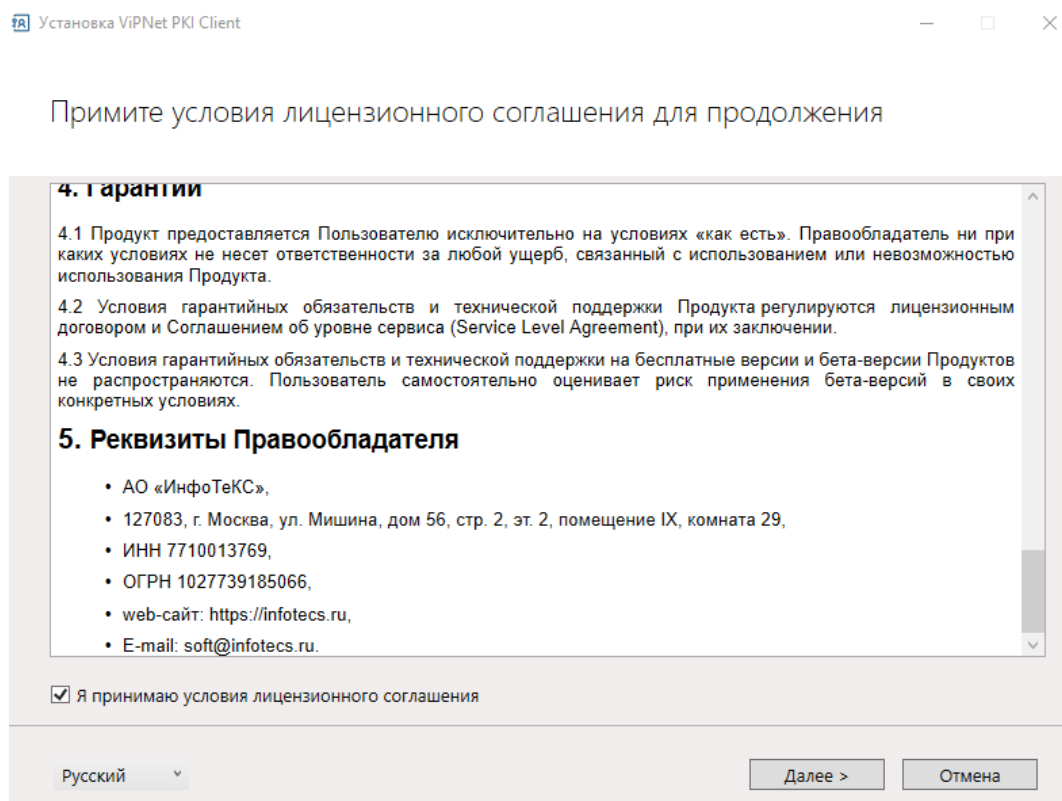 Установка ViPNet PKI Client
Примите условия лицензионного соглашения для продолжения
4. Гарантии
4.1 Продукт предоставляется Пользователю исключительно на условиях «как есть». Правообладатель ни при
каких условиях не несет ответственности за любой ущерб, связанный с использованием или невозможностью
использования Продукта.
4.2 Условия гарантийных обязательств и технической поддержки Продукта регулируются лицензионным
договором и Соглашением об уровне сервиса (Service Level Agreement), при их заключении.
4.3 Условия гарантийных обязательств и технической поддержки на бесплатные версии и бета-версии Продуктов
не распространяются. Пользователь самостоятельно оценивает риск применения бета-версий в своих
конкретных условиях.
5. Реквизиты Правообладателя
• АО «ИнфоТеКС»,
• 127083, г. Москва, ул. Мишина, дом 56, стр. 2, эт. 2, помещение IX, комната 29,
• ИНН 7710013769,
• ОГРН 1027739185066,
• web-сайт: https://infotecs.ru,
• E-mail: soft@infotecs.ru.
Я принимаю условия лицензионного соглашения
Русский
Далее >
Отмена